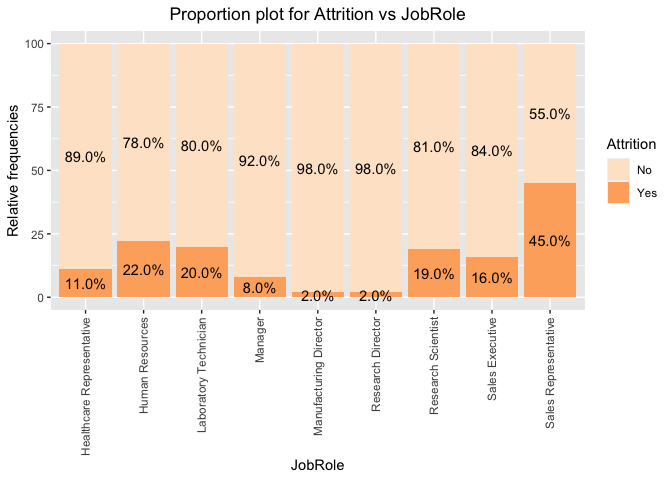 Proportion plot for Attrition vs JobRole
Relative frequencies
100
75
50
25
0
89.0%
78.0%
80.0%
92.0%
98.0%
98.0%
81.0%
84.0%
55.0%
11.0%
22.0%
20.0%
8.0%
2.0%
2.0%
19.0%
16.0%
45.0%
Healthcare Representative
Human Resources
Laboratory Technician
Manager
Manufacturing Director
Research Director
Research Scientist
Sales Executive
Sales Representative
JobRole
Attrition
No
Yes